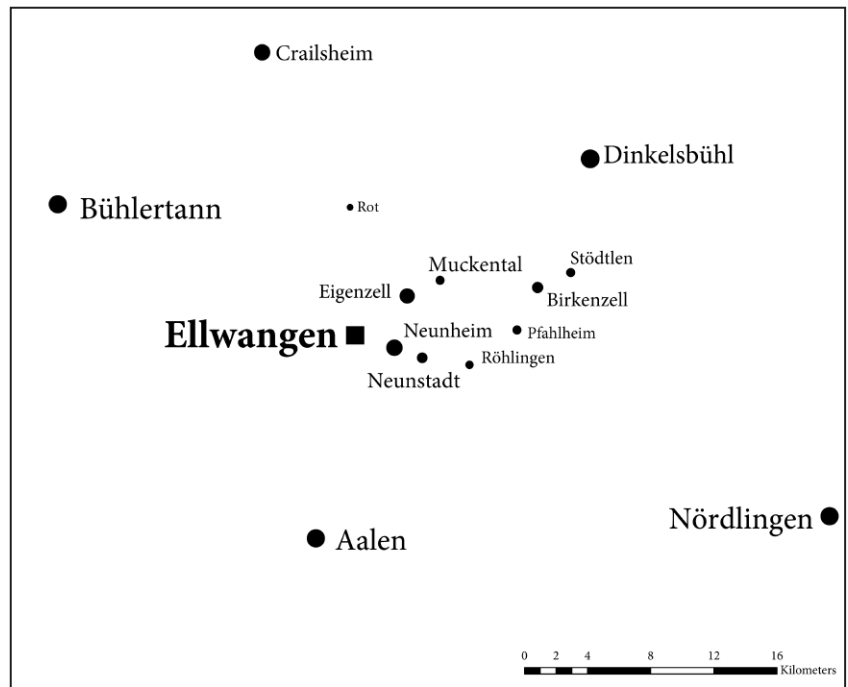 Crailsheim
Dinkelsbühl
Bühlertann
Rot
Stödtlen
Muckental
Eigenzell
Birkenzell
Ellwangen
Neunheim
Pfahlheim
Röhlingen
Neunstadt
Nördlingen
Aalen
0 2 4 8 12 16
Kilometers